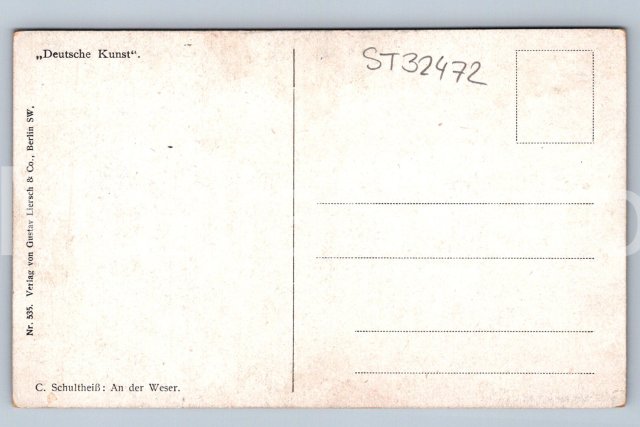 „Deutsche Kunst“.
ST32472
Nr. 535. Verlag von Gustav Liersch & Co., Berlin SW.
C. Schultheiß: An der Weser.